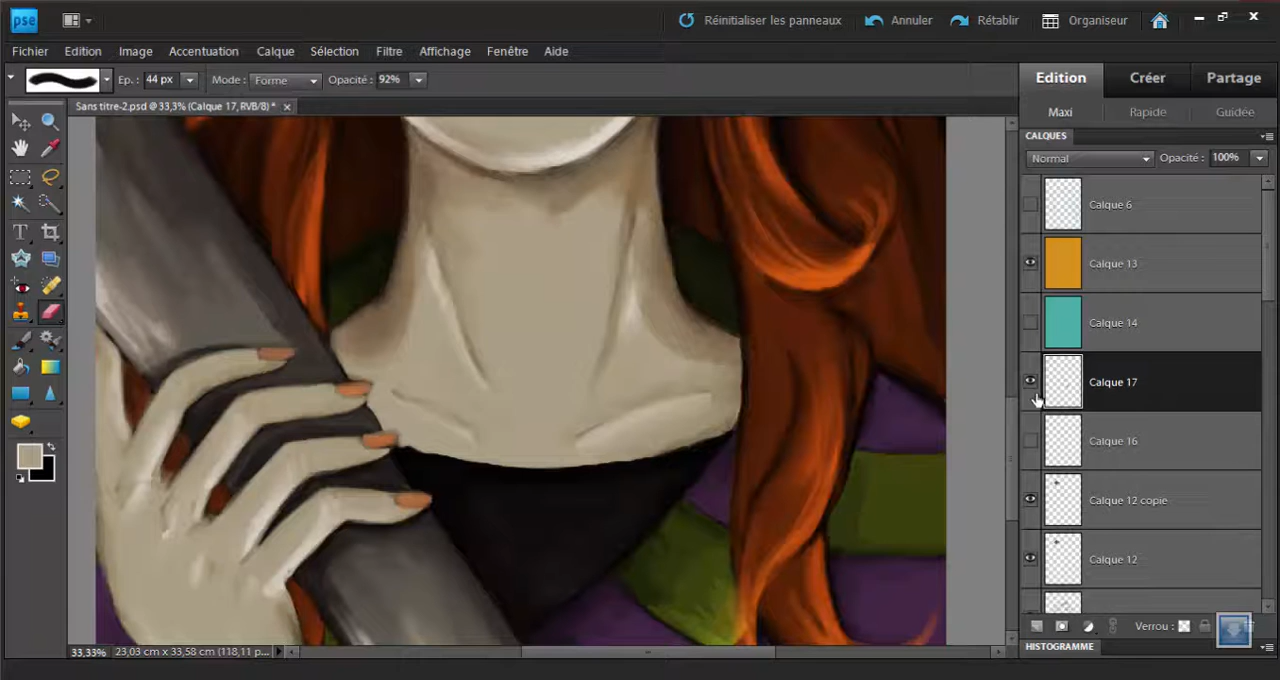 pse Réinitialiser les panneaux Annuler Rétablir Organiseur
Fichier Edition Image Accentuation Calque Sélection Filtre Affichage Fenêtre Aide
Ep. : 44 px Mode : Forme Opacité : 92%
Edition Créer Partage
Sans titre-2.psd @ 33,3% (Calque 17, RVB/8) *
Maxi Rapide Guidée
CALQUES
Normal Opacité : 100%
Calque 6
Calque 13
Calque 14
Calque 17
Calque 16
Calque 12 copie
Calque 12
Verrou :
33,33% 23,03 cm x 33,58 cm (118,11 p...
HISTOGRAMME